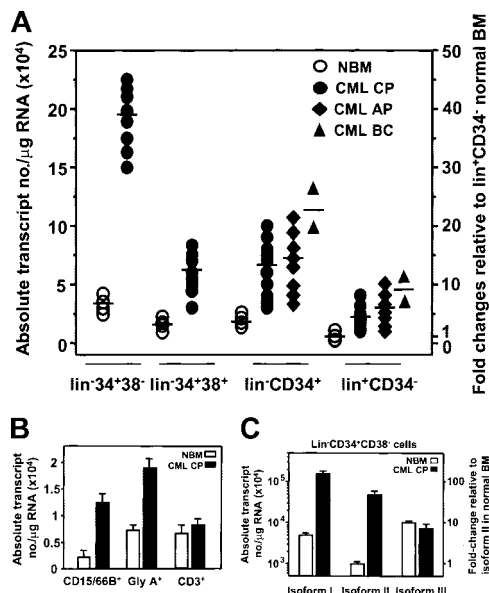 A
Absolute transcript no./µg RNA (x10⁴)
25
20
15
10
5
0
NBM
CML CP
CML AP
CML BC
50
40
30
20
10
1
0
Fold changes relative to lin⁺CD34⁻ normal BM
lin⁻34⁺38⁻ lin⁻34⁺38⁺ lin⁻CD34⁺ lin⁺CD34⁻
B
Absolute transcript
no./µg RNA (x10⁴)
2
1.5
1
0.5
0
NBM
CML CP
CD15/66B⁺ Gly A⁺ CD3⁺
C
Lin⁻CD34⁺CD38⁻ cells
Absolute transcript
no./µg RNA (x10⁴)
10⁵
10⁴
10³
NBM
CML CP
100
10
1
Fold-change relative to
isoform II in normal BM
Isoform I Isoform II Isoform III